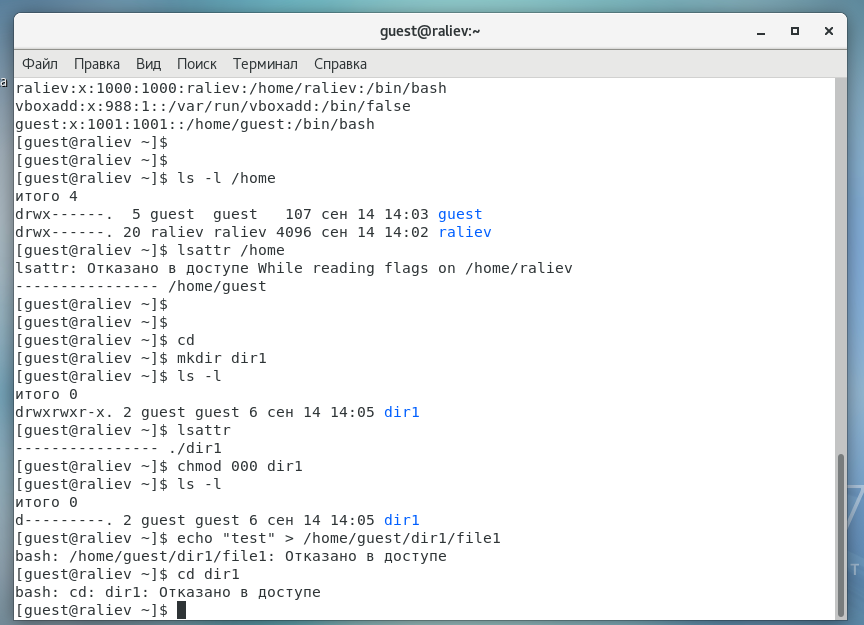 guest@raliev:~
Файл Правка Вид Поиск Терминал Справка
а
raliev:x:1000:1000:raliev:/home/raliev:/bin/bash
vboxadd:x:988:1::/var/run/vboxadd:/bin/false
guest:x:1001:1001::/home/guest:/bin/bash
[guest@raliev ~]$
[guest@raliev ~]$
[guest@raliev ~]$ ls -l /home
итого 4
drwx------.  5 guest  guest   107 сен 14 14:03 guest
drwx------. 20 raliev raliev 4096 сен 14 14:02 raliev
[guest@raliev ~]$ lsattr /home
lsattr: Отказано в доступе While reading flags on /home/raliev
---------------- /home/guest
[guest@raliev ~]$
[guest@raliev ~]$
[guest@raliev ~]$ cd
[guest@raliev ~]$ mkdir dir1
[guest@raliev ~]$ ls -l
итого 0
drwxrwxr-x. 2 guest guest 6 сен 14 14:05 dir1
[guest@raliev ~]$ lsattr
---------------- ./dir1
[guest@raliev ~]$ chmod 000 dir1
[guest@raliev ~]$ ls -l
итого 0
d---------. 2 guest guest 6 сен 14 14:05 dir1
[guest@raliev ~]$ echo "test" > /home/guest/dir1/file1
bash: /home/guest/dir1/file1: Отказано в доступе
[guest@raliev ~]$ cd dir1
bash: cd: dir1: Отказано в доступе
[guest@raliev ~]$
7
T